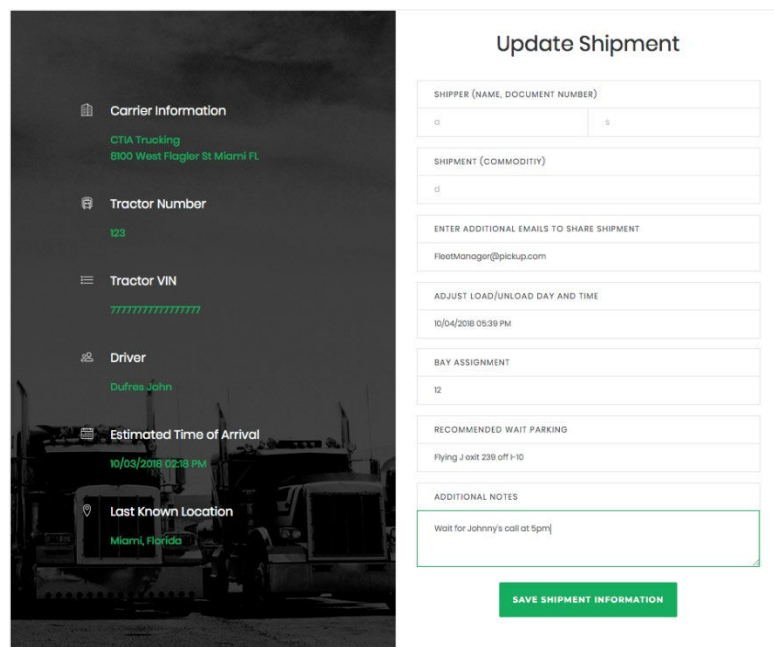 Carrier Information
CTIA Trucking
8100 West Flagler St Miami FL
Tractor Number
123
Tractor VIN
77777777777777777
Driver
Dufres John
Estimated Time of Arrival
10/03/2018 02:18 PM
Last Known Location
Miami, Florida
Update Shipment
SHIPPER (NAME, DOCUMENT NUMBER)
o s
SHIPMENT (COMMODITIY)
d
ENTER ADDITIONAL EMAILS TO SHARE SHIPMENT
FleetManager@pickup.com
ADJUST LOAD/UNLOAD DAY AND TIME
10/04/2018 05:39 PM
BAY ASSIGNMENT
12
RECOMMENDED WAIT PARKING
Flying J exit 239 off I-10
ADDITIONAL NOTES
Wait for Johnny's call at 5pm
SAVE SHIPMENT INFORMATION